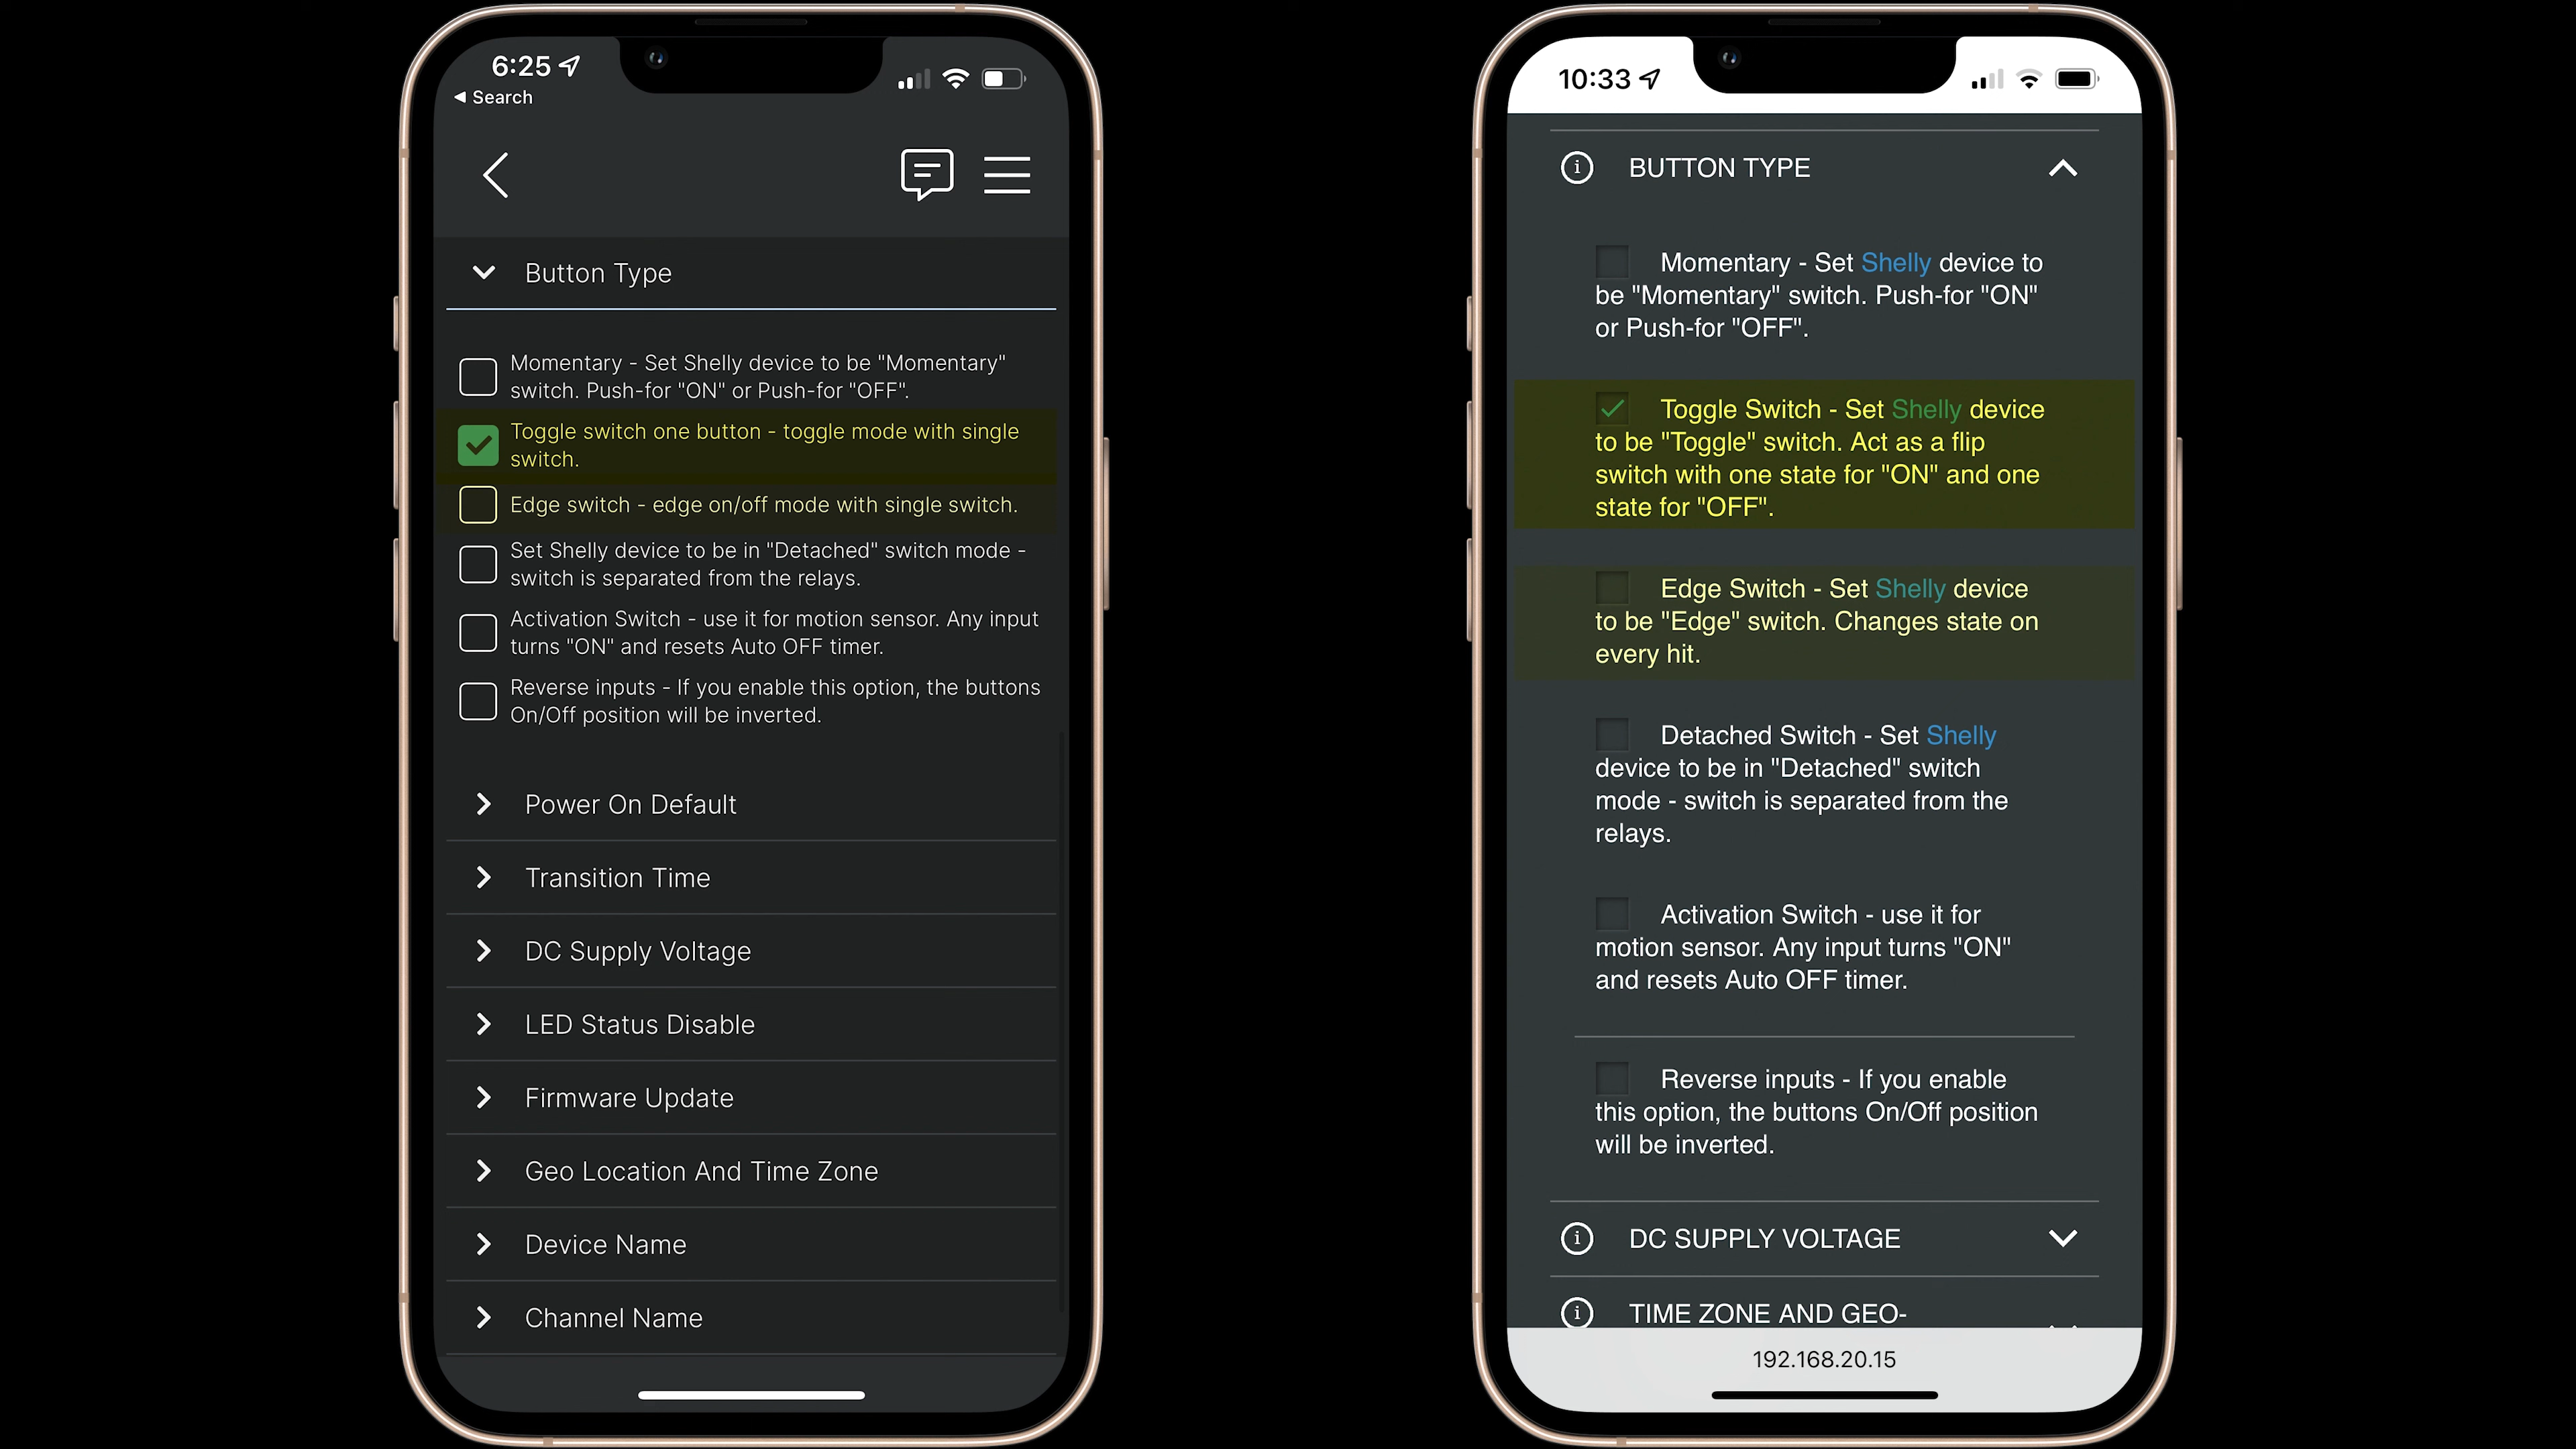 6:25
◀ Search
Button Type
Momentary - Set Shelly device to be "Momentary"
switch. Push-for "ON" or Push-for "OFF".
Toggle switch one button - toggle mode with single
switch.
Edge switch - edge on/off mode with single switch.
Set Shelly device to be in "Detached" switch mode -
switch is separated from the relays.
Activation Switch - use it for motion sensor. Any input
turns "ON" and resets Auto OFF timer.
Reverse inputs - If you enable this option, the buttons
On/Off position will be inverted.
Power On Default
Transition Time
DC Supply Voltage
LED Status Disable
Firmware Update
Geo Location And Time Zone
Device Name
Channel Name
10:33
BUTTON TYPE
Momentary - Set Shelly device to
be "Momentary" switch. Push-for "ON"
or Push-for "OFF".
Toggle Switch - Set Shelly device
to be "Toggle" switch. Act as a flip
switch with one state for "ON" and one
state for "OFF".
Edge Switch - Set Shelly device
to be "Edge" switch. Changes state on
every hit.
Detached Switch - Set Shelly
device to be in "Detached" switch
mode - switch is separated from the
relays.
Activation Switch - use it for
motion sensor. Any input turns "ON"
and resets Auto OFF timer.
Reverse inputs - If you enable
this option, the buttons On/Off position
will be inverted.
DC SUPPLY VOLTAGE
TIME ZONE AND GEO-
192.168.20.15